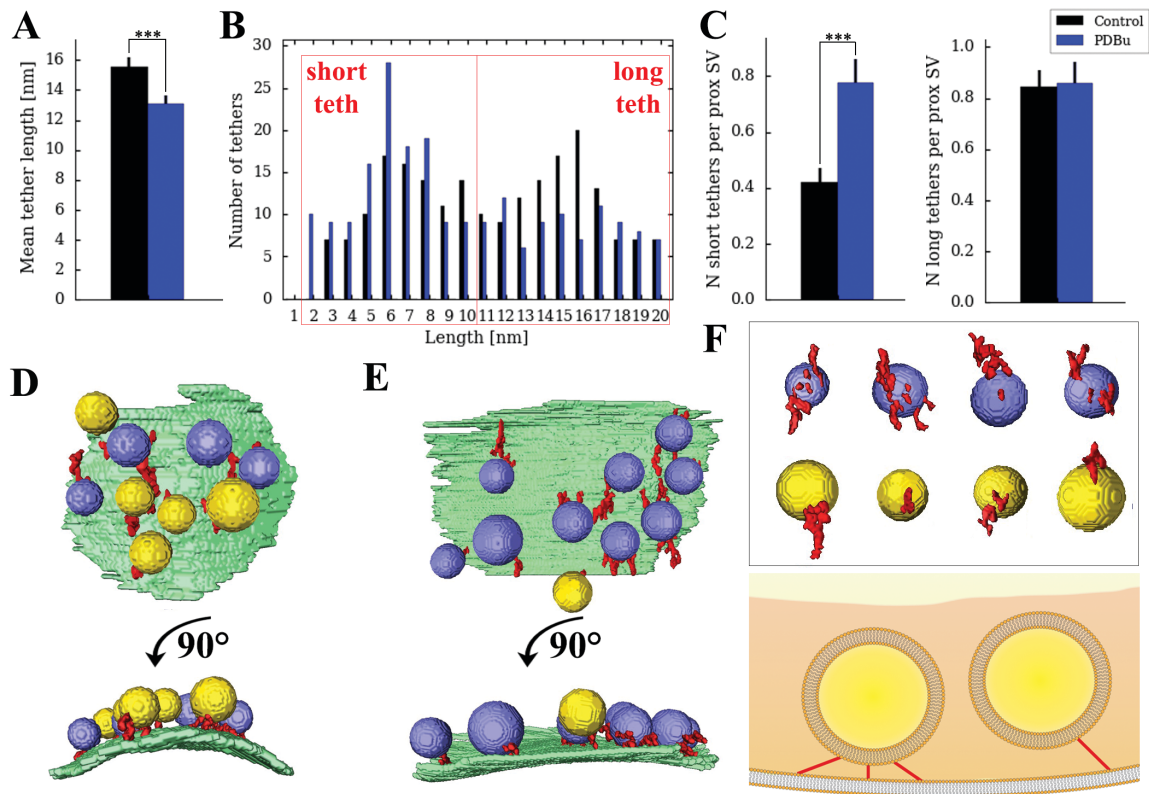 A
Mean tether length [nm]
16
14
12
10
8
6
4
2
0
***
B
Number of tethers
30
25
20
15
10
5
0
short
teth
long
teth
1 2 3 4 5 6 7 8 9 10 11 12 13 14 15 16 17 18 19 20
Length [nm]
C
Control
PDBu
N short tethers per prox SV
0.8
0.6
0.4
0.2
0.0
***
N long tethers per prox SV
1.0
0.8
0.6
0.4
0.2
0.0
D
90°
E
90°
F